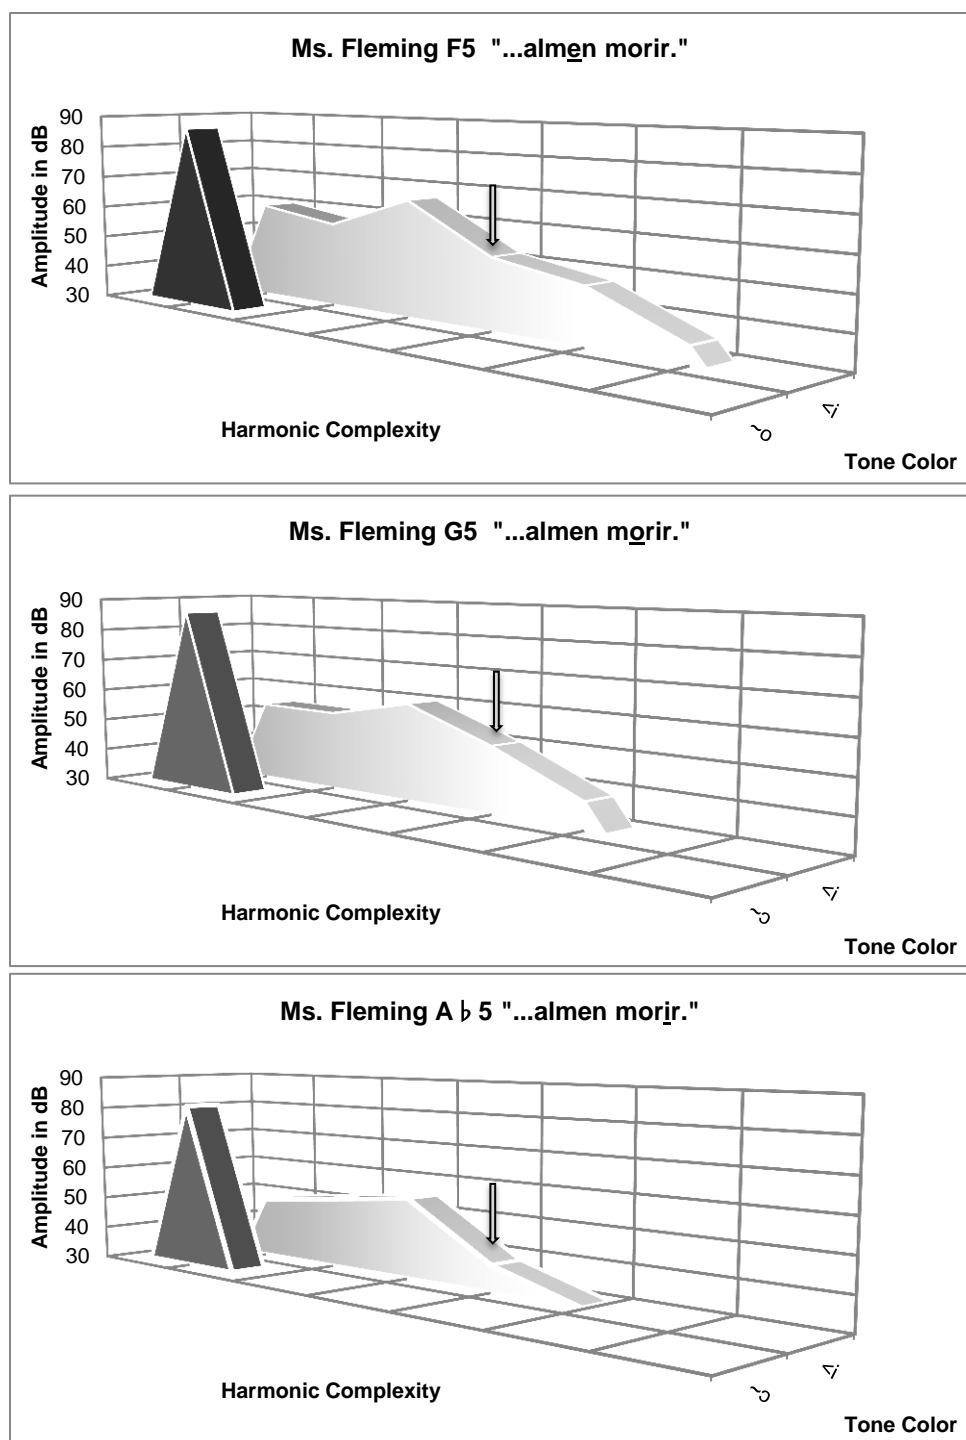 Ms. Fleming F5 "...almen morir."
Amplitude in dB
90
80
70
60
50
40
30
Harmonic Complexity
Tone Color
Ms. Fleming G5 "...almen morir."
Amplitude in dB
90
80
70
60
50
40
30
Harmonic Complexity
Tone Color
Ms. Fleming A♭5 "...almen morir."
Amplitude in dB
90
80
70
60
50
40
30
Harmonic Complexity
Tone Color